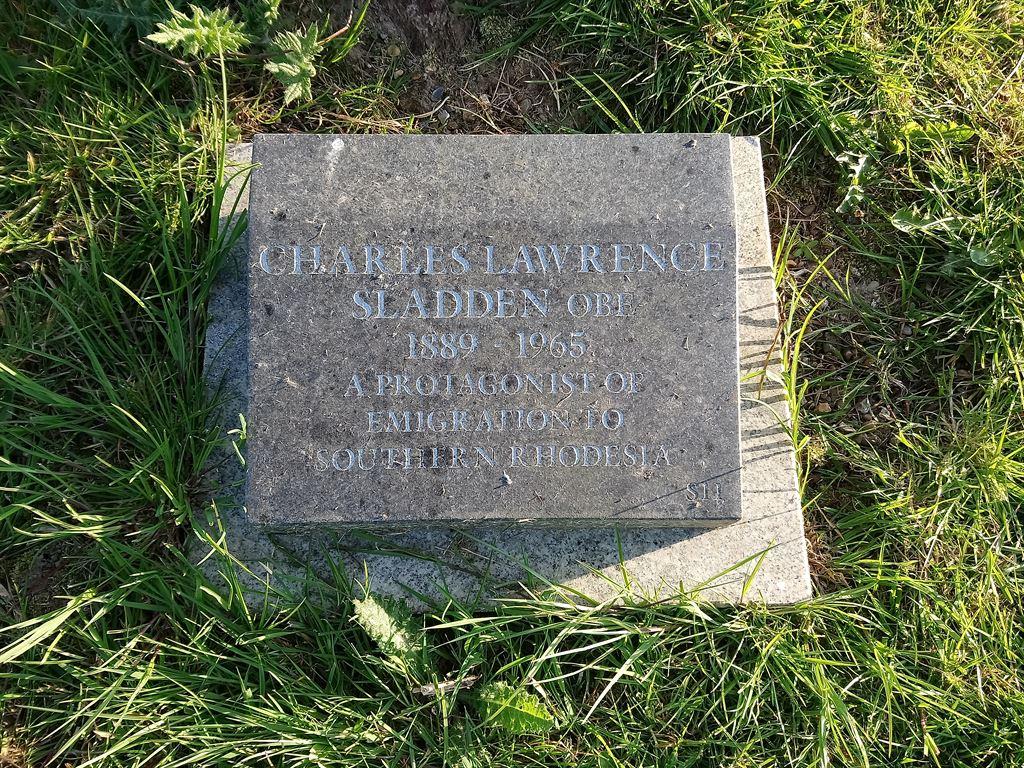 CHARLES LAWRENCE
SLADDEN OBE
1889 - 1965
A PROTAGONIST OF
EMIGRATION TO
SOUTHERN RHODESIA
S11